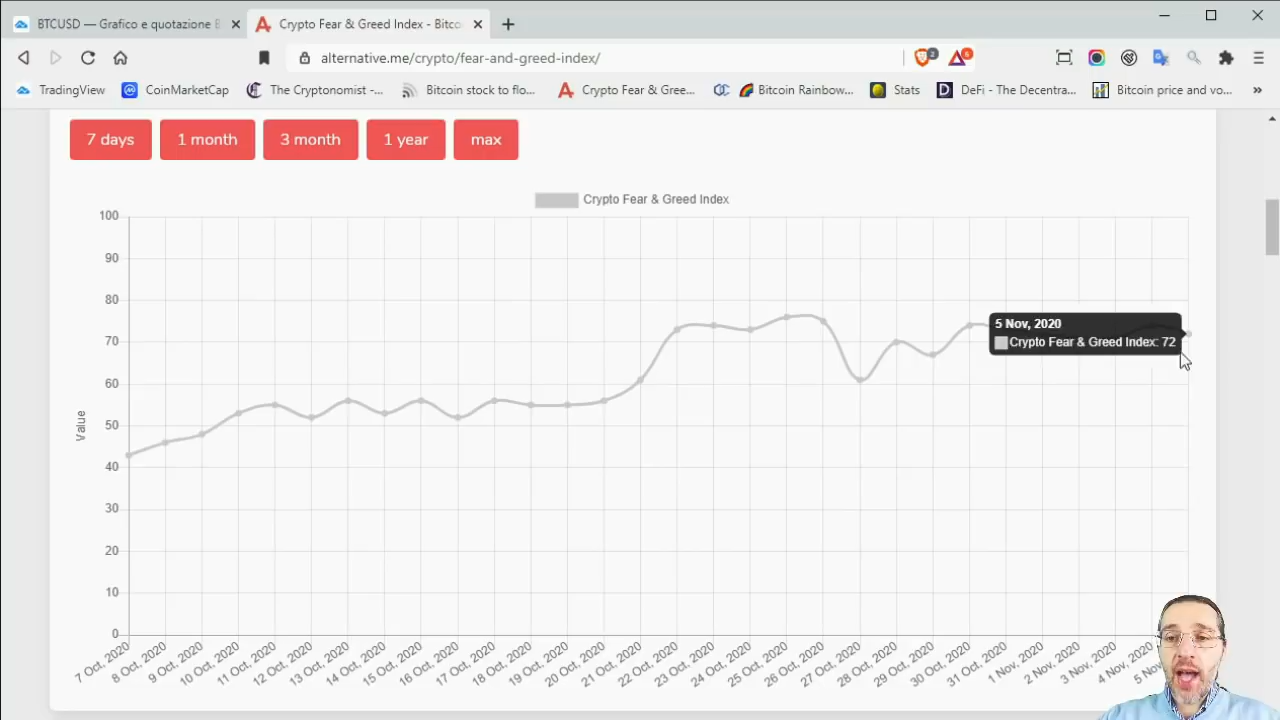 BTCUSD — Grafico e quotazione B
Crypto Fear & Greed Index - Bitco
alternative.me/crypto/fear-and-greed-index/
2
6
TradingView
CoinMarketCap
The Cryptonomist -...
Bitcoin stock to flo...
Crypto Fear & Gree...
Bitcoin Rainbow...
Stats
DeFi - The Decentra...
Bitcoin price and vo...
»
7 days
1 month
3 month
1 year
max
Crypto Fear & Greed Index
100
90
80
70
60
50
40
30
20
10
0
Value
5 Nov, 2020
Crypto Fear & Greed Index: 72
7 Oct, 2020
8 Oct, 2020
9 Oct, 2020
10 Oct, 2020
11 Oct, 2020
12 Oct, 2020
13 Oct, 2020
14 Oct, 2020
15 Oct, 2020
16 Oct, 2020
17 Oct, 2020
18 Oct, 2020
19 Oct, 2020
20 Oct, 2020
21 Oct, 2020
22 Oct, 2020
23 Oct, 2020
24 Oct, 2020
25 Oct, 2020
26 Oct, 2020
27 Oct, 2020
28 Oct, 2020
29 Oct, 2020
30 Oct, 2020
31 Oct, 2020
1 Nov, 2020
2 Nov, 2020
3 Nov, 2020
4 Nov, 2020
5 Nov,